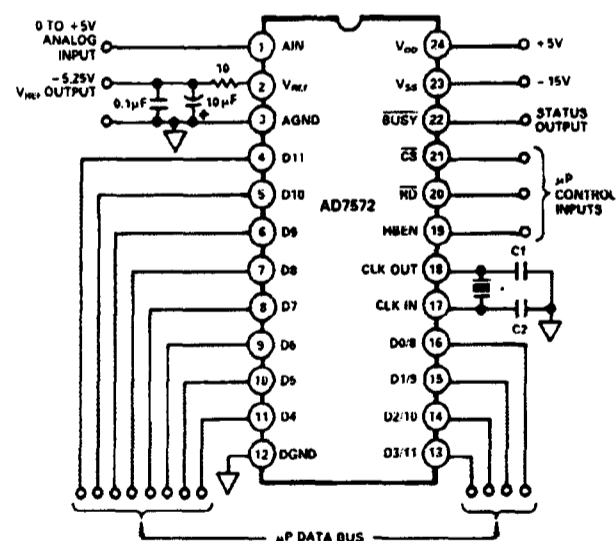 0 TO +5V
ANALOG
INPUT
1 AIN
VDD 24
+5V
-5.25V
VREF OUTPUT
10
2 VREF
VSS 23
-15V
0.1µF
10µF
+
3 AGND
BUSY 22
STATUS
OUTPUT
4 D11
CS 21
5 D10
RD 20
µP
CONTROL
INPUTS
AD7572
6 D9
HBEN 19
7 D8
CLK OUT 18
C1
8 D7
CLK IN 17
C2
9 D6
D0/8 16
10 D5
D1/9 15
11 D4
D2/10 14
12 DGND
D3/11 13
µP DATA BUS